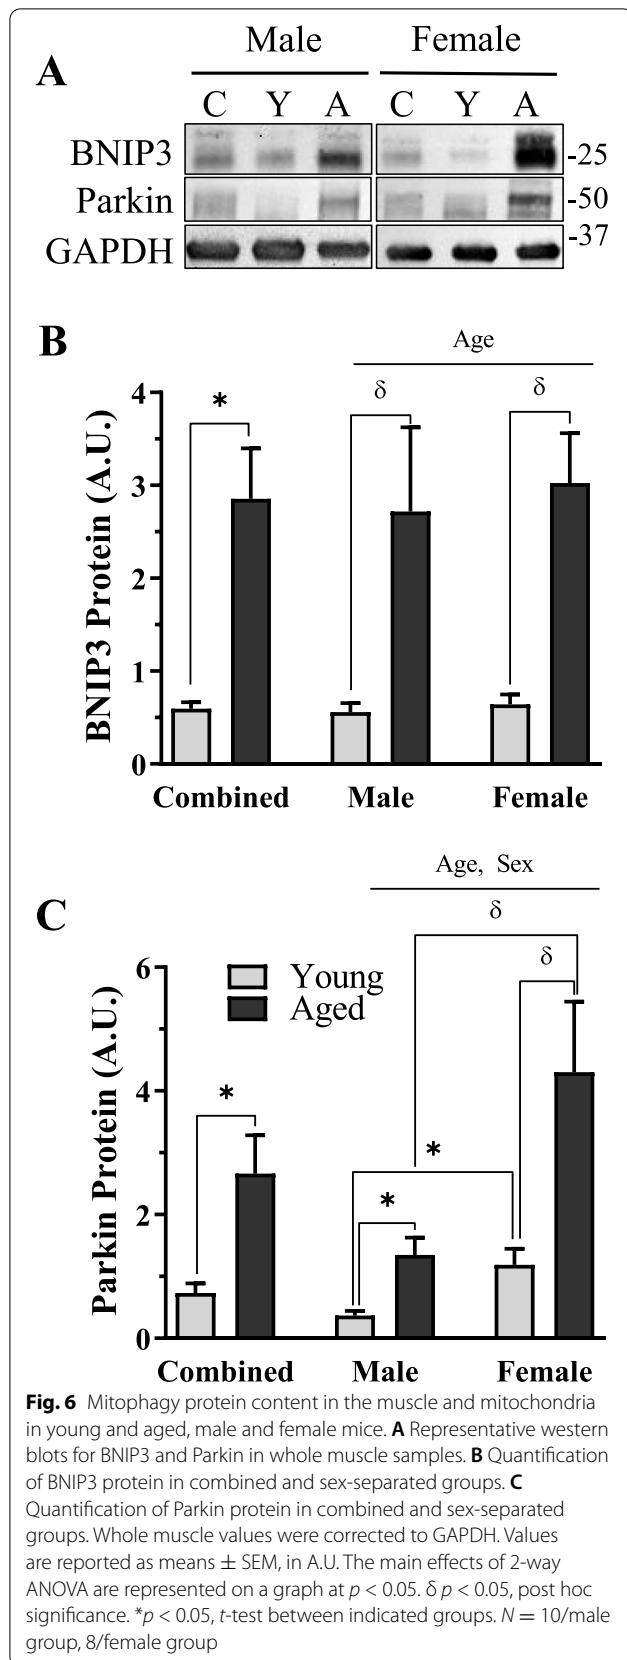 Male Female
A
C Y A C Y A
BNIP3 -25
Parkin -50
-37
GAPDH
B
Age
* δ δ
4
3
2
1
0
BNIP3 Protein (A.U.)
Combined Male Female
Age, Sex
C
δ
δ
6
4
2
0
Parkin Protein (A.U.)
Young
Aged
*
*
*
Combined Male Female
Fig. 6 Mitophagy protein content in the muscle and mitochondria
in young and aged, male and female mice. A Representative western
blots for BNIP3 and Parkin in whole muscle samples. B Quantification
of BNIP3 protein in combined and sex-separated groups. C
Quantification of Parkin protein in combined and sex-separated
groups. Whole muscle values were corrected to GAPDH. Values
are reported as means ± SEM, in A.U. The main effects of 2-way
ANOVA are represented on a graph at p < 0.05. δ p < 0.05, post hoc
significance. *p < 0.05, t-test between indicated groups. N = 10/male
group, 8/female group